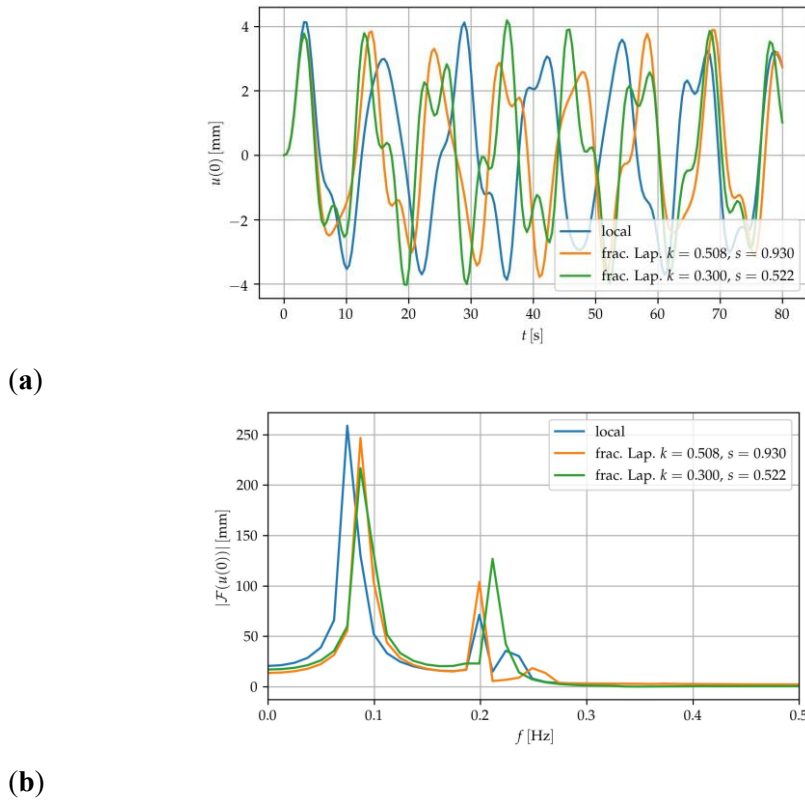 4
2
0
−2
−4
u(0) [mm]
0 10 20 30 40 50 60 70 80
t [s]
local
frac. Lap. k = 0.508, s = 0.930
frac. Lap. k = 0.300, s = 0.522
(a)
250
200
150
100
50
0
|ℱ(u(0))| [mm]
0.0 0.1 0.2 0.3 0.4 0.5
f [Hz]
local
frac. Lap. k = 0.508, s = 0.930
frac. Lap. k = 0.300, s = 0.522
(b)